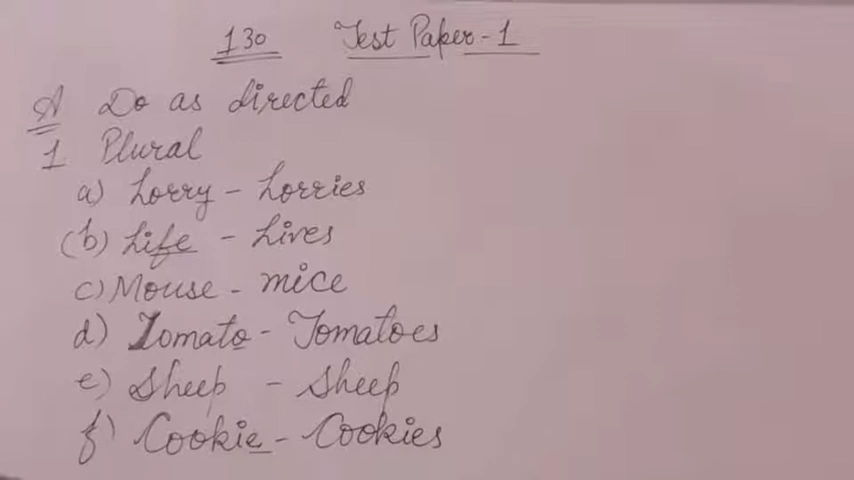 130 Test Paper-1
A Do as directed
1 Plural
a) Lorry - Lorries
(b) Life - Lives
c) Mouse - mice
d) Tomato - Tomatoes
e) Sheep - Sheep
f) Cookie - Cookies